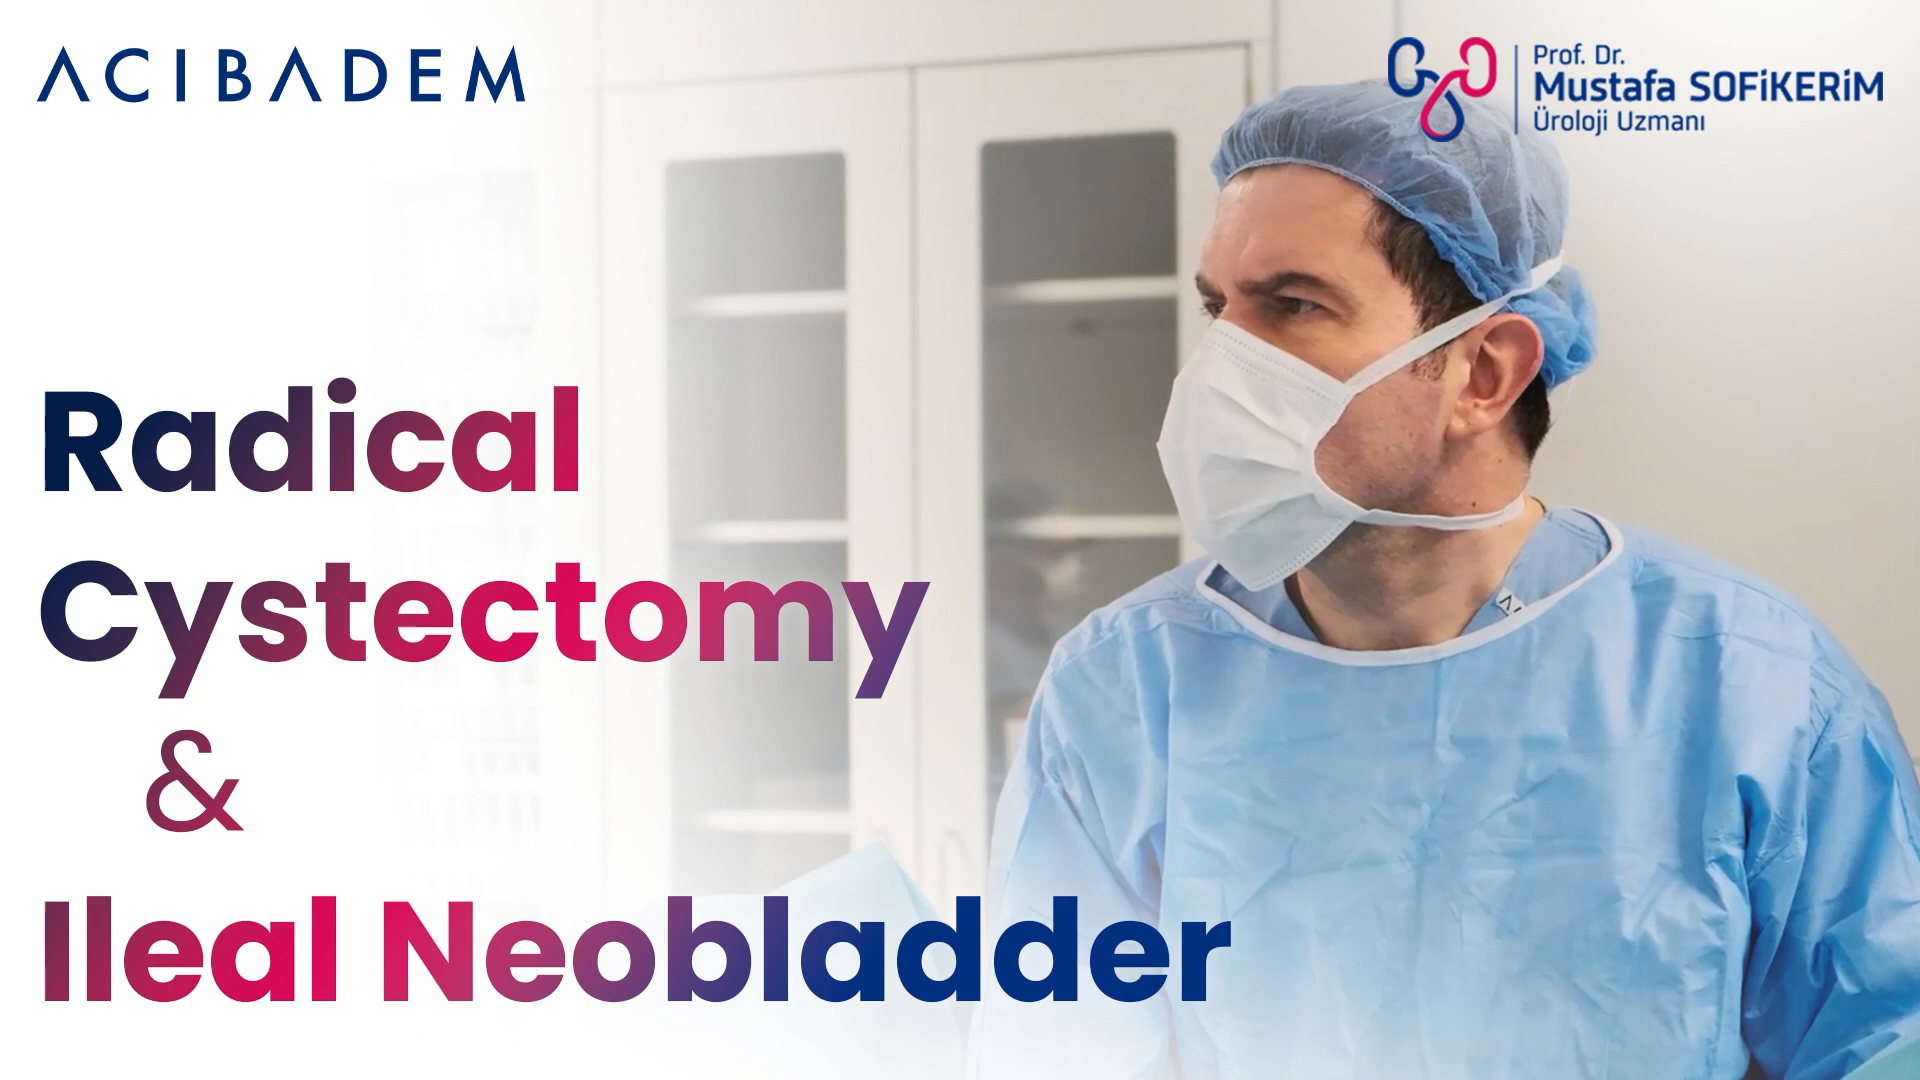 ACIBADEM
Prof. Dr.
Mustafa SOFİKERİM
Üroloji Uzmanı
Radical
Cystectomy
&
Ileal Neobladder